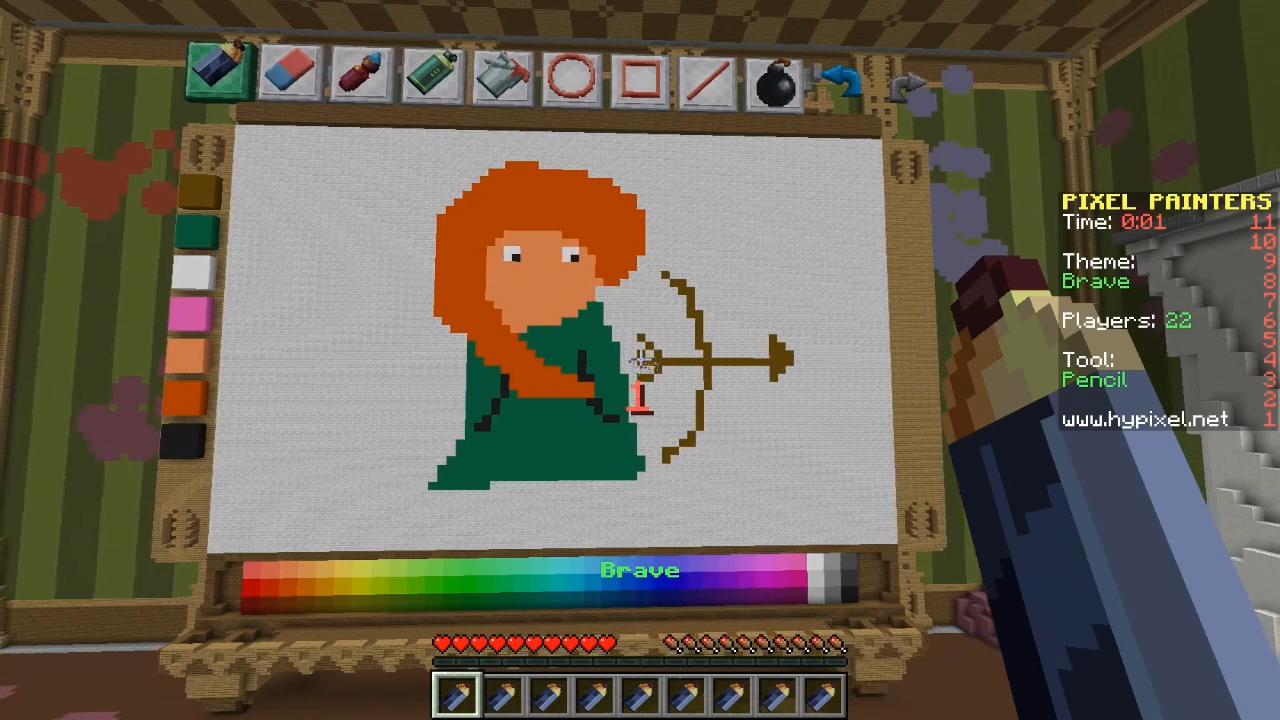 PIXEL PAINTERS
Time: 0:01 11
10
Theme: 9
Brave 8
7
Players: 22 6
5
Tool: 4
Pencil 3
2
www.hypixel.net 1
1
Brave